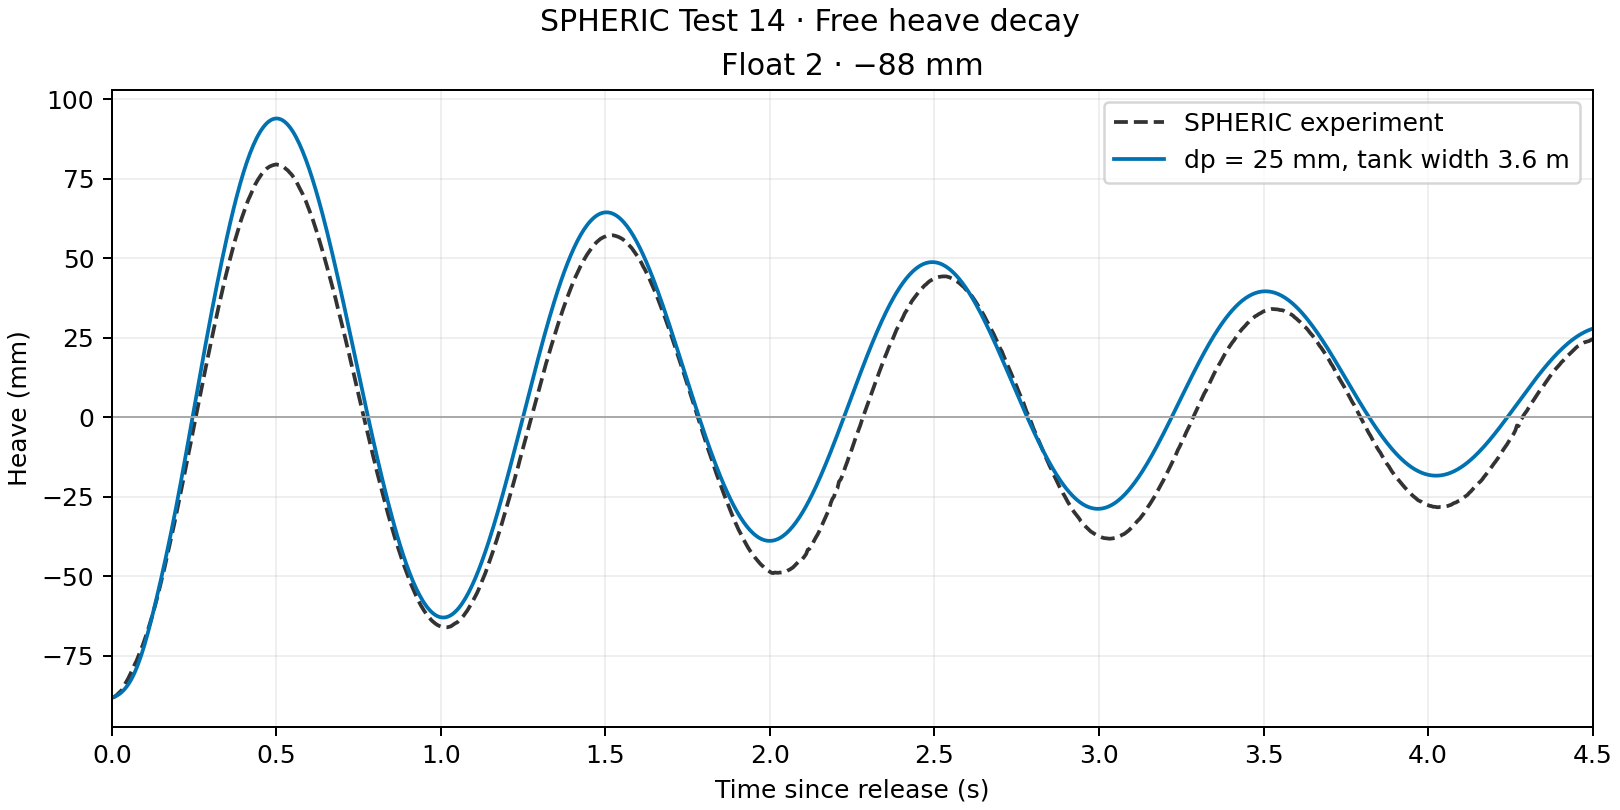 SPHERIC Test 14 · Free heave decay
Float 2 · −88 mm
SPHERIC experiment
dp = 25 mm, tank width 3.6 m
Heave (mm)
100
75
50
25
0
−25
−50
−75
0.0 0.5 1.0 1.5 2.0 2.5 3.0 3.5 4.0 4.5
Time since release (s)